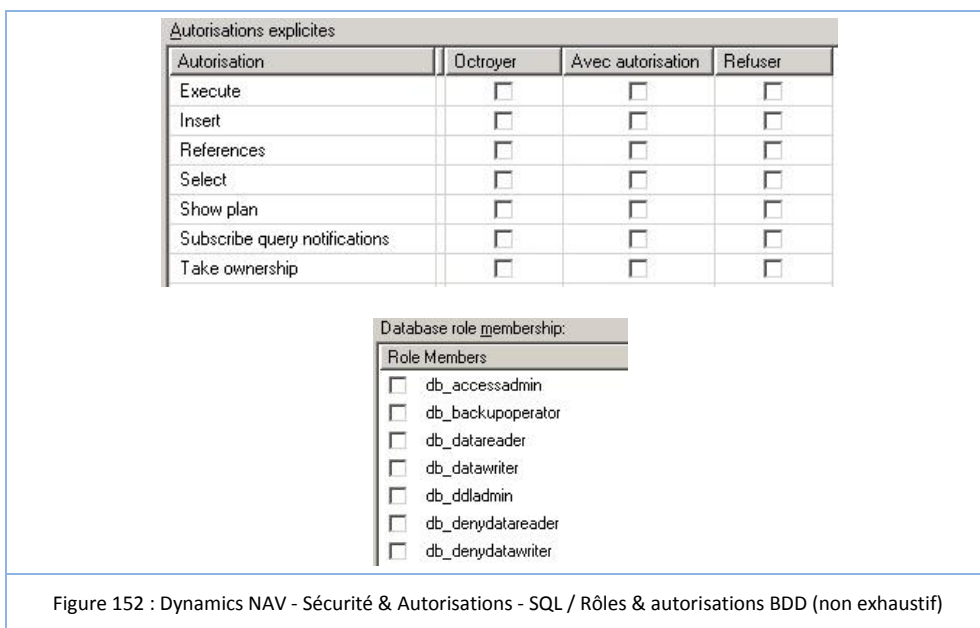 Autorisations explicites
Autorisation Octroyer Avec autorisation Refuser
Execute
Insert
References
Select
Show plan
Subscribe query notifications
Take ownership
Database role membership:
Role Members
db_accessadmin
db_backupoperator
db_datareader
db_datawriter
db_ddladmin
db_denydatareader
db_denydatawriter
Figure 152 : Dynamics NAV - Sécurité & Autorisations - SQL / Rôles & autorisations BDD (non exhaustif)